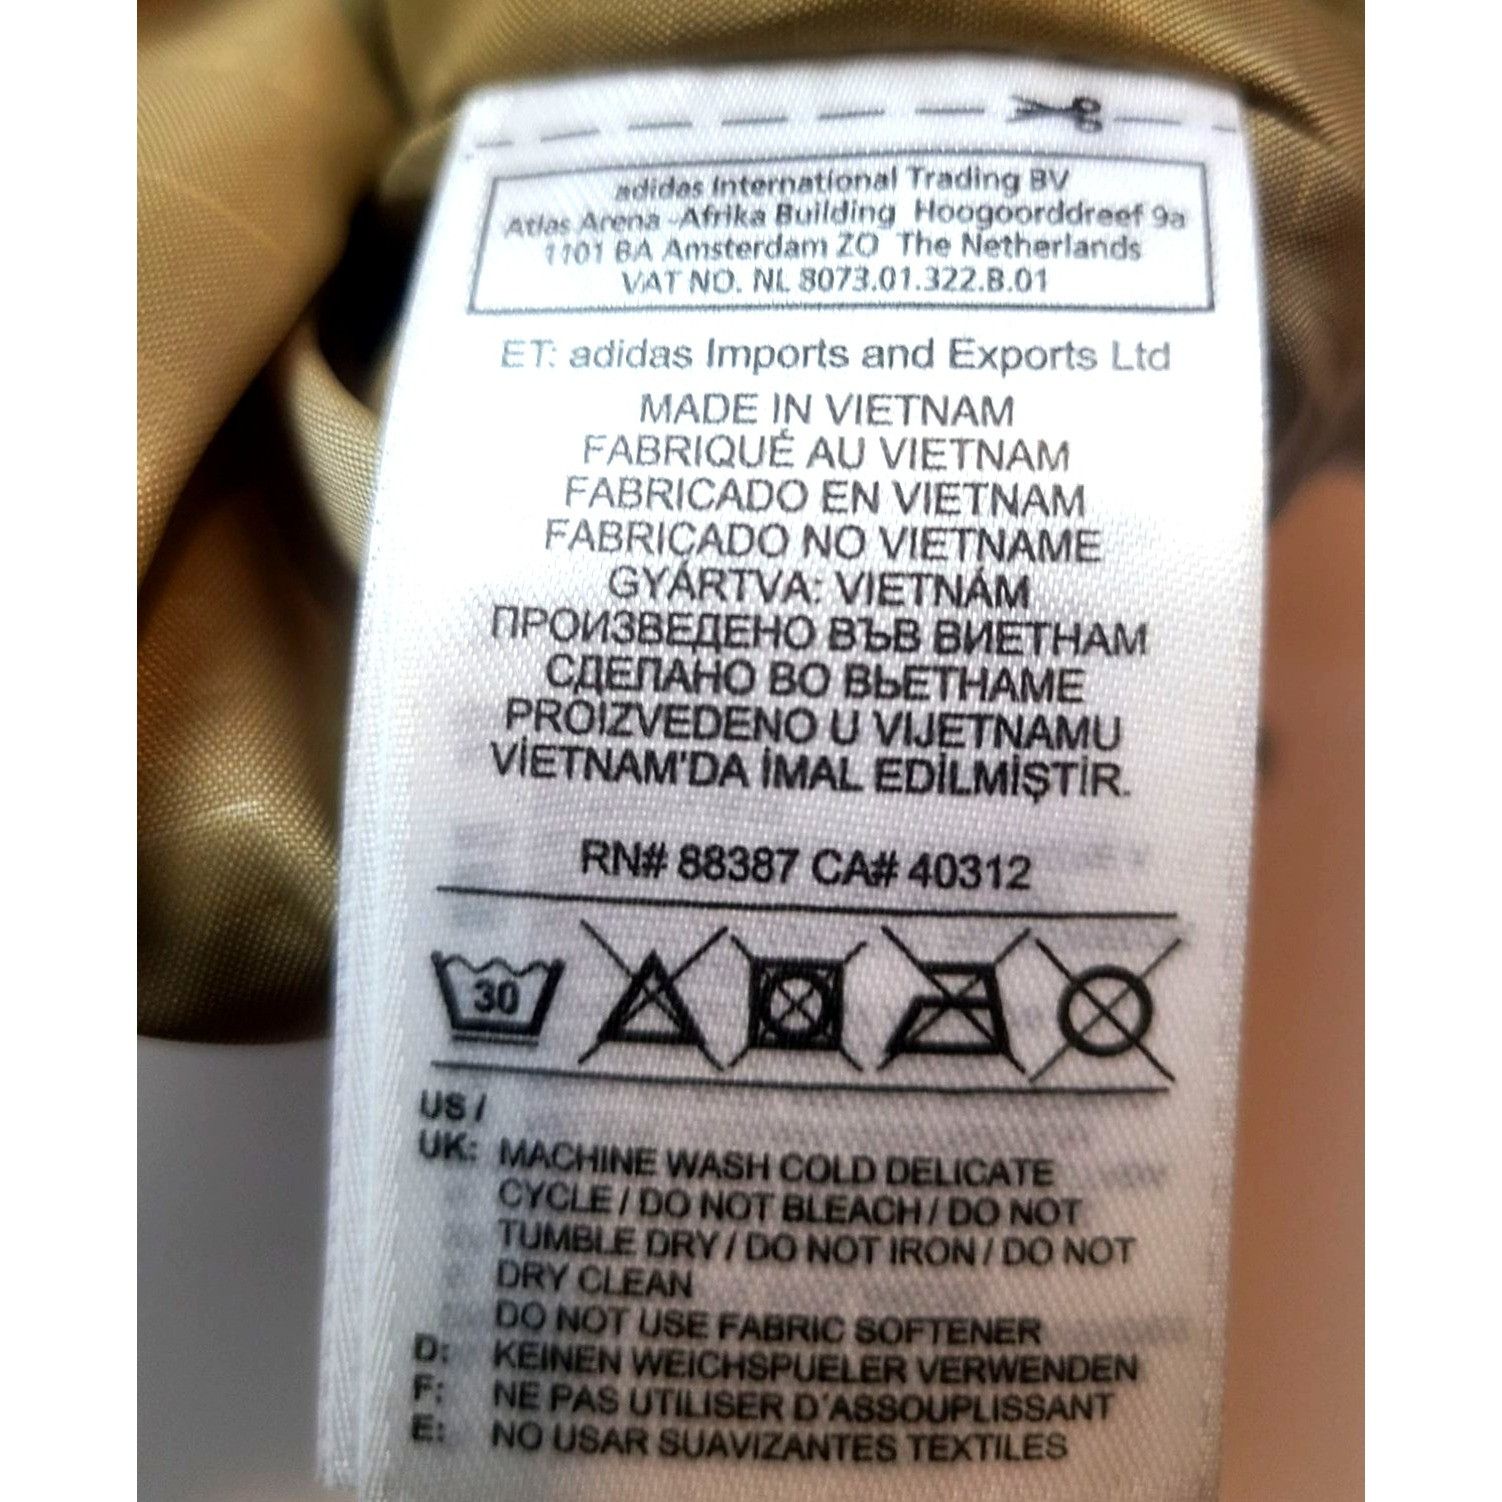 adidas International Trading BV
Atlas Arena -Afrika Building Hoogoorddreef 9a
1101 BA Amsterdam ZO The Netherlands
VAT NO. NL 8073.01.322.B.01
ET: adidas Imports and Exports Ltd
MADE IN VIETNAM
FABRIQUÉ AU VIETNAM
FABRICADO EN VIETNAM
FABRICADO NO VIETNAME
GYÁRTVA: VIETNÁM
ПРОИЗВЕДЕНО ВЪВ ВИЕТНАМ
СДЕЛАНО ВО ВЬЕТНАМЕ
PROIZVEDENO U VIJETNAMU
VİETNAM'DA İMAL EDİLMİŞTİR.
RN# 88387 CA# 40312
30
US /
UK: MACHINE WASH COLD DELICATE
CYCLE / DO NOT BLEACH / DO NOT
TUMBLE DRY / DO NOT IRON / DO NOT
DRY CLEAN
DO NOT USE FABRIC SOFTENER
D: KEINEN WEICHSPUELER VERWENDEN
F: NE PAS UTILISER D'ASSOUPLISSANT
E: NO USAR SUAVIZANTES TEXTILES